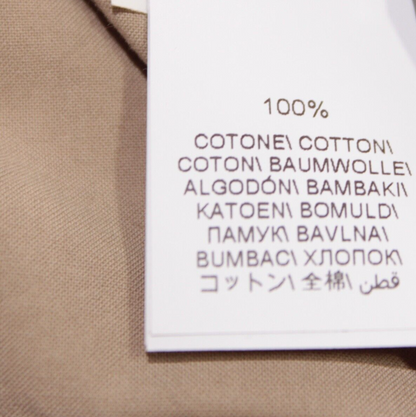 100%
COTONE\ COTTON\
COTON\ BAUMWOLLE\
ALGODÓN\ BAMBAKI\
KATOEN\ BOMULD\
ПАМУК\ BAVLNA\
BUMBAC\ ХЛОПОК\
コットン\ 全棉\ قطن